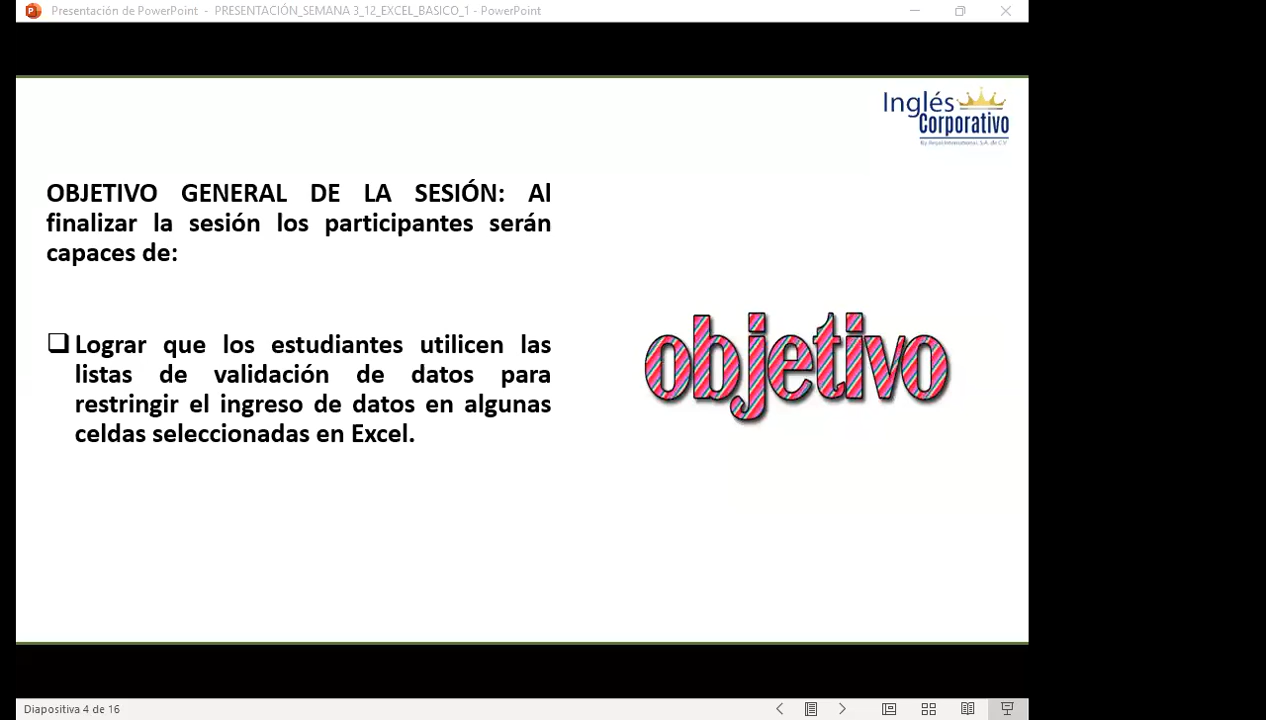 Presentación de PowerPoint - PRESENTACIÓN_SEMANA 3_12_EXCEL_BASICO_1 - PowerPoint
Inglés
Corporativo
OBJETIVO GENERAL DE LA SESIÓN: Al
finalizar la sesión los participantes serán
capaces de:
Lograr que los estudiantes utilicen las
listas de validación de datos para
restringir el ingreso de datos en algunas
celdas seleccionadas en Excel.
objetivo
Diapositiva 4 de 16